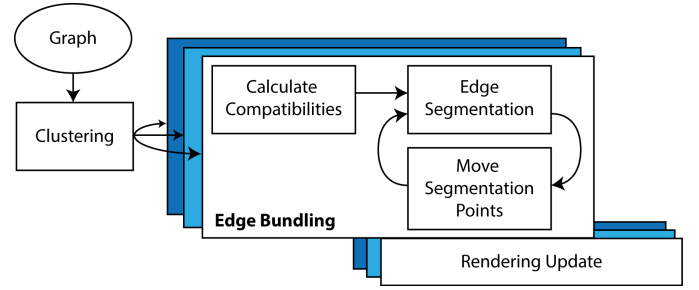 Graph
Clustering
Calculate
Compatibilities
Edge
Segmentation
Move
Segmentation
Points
Edge Bundling
Rendering Update